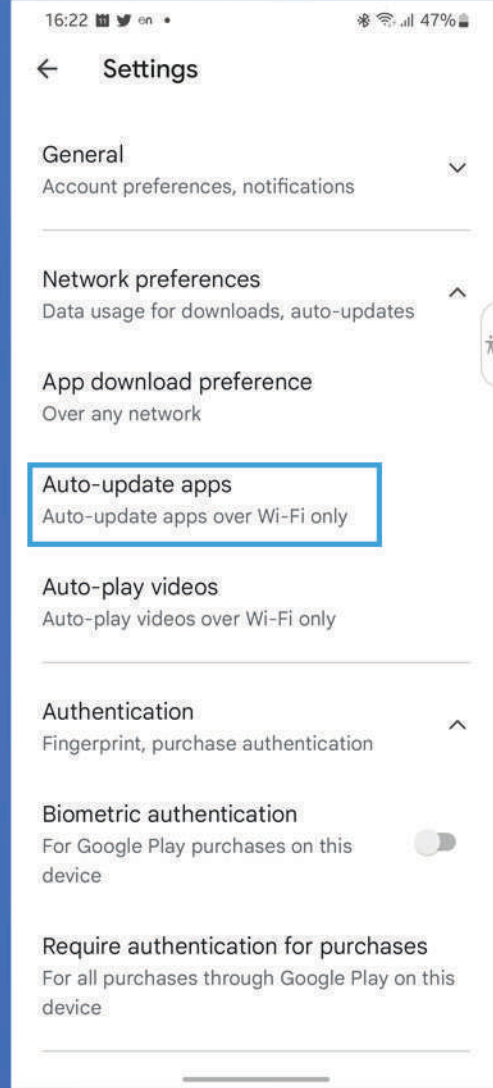 16:22 en
47%
Settings
General
Account preferences, notifications
Network preferences
Data usage for downloads, auto-updates
App download preference
Over any network
Auto-update apps
Auto-update apps over Wi-Fi only
Auto-play videos
Auto-play videos over Wi-Fi only
Authentication
Fingerprint, purchase authentication
Biometric authentication
For Google Play purchases on this
device
Require authentication for purchases
For all purchases through Google Play on this
device